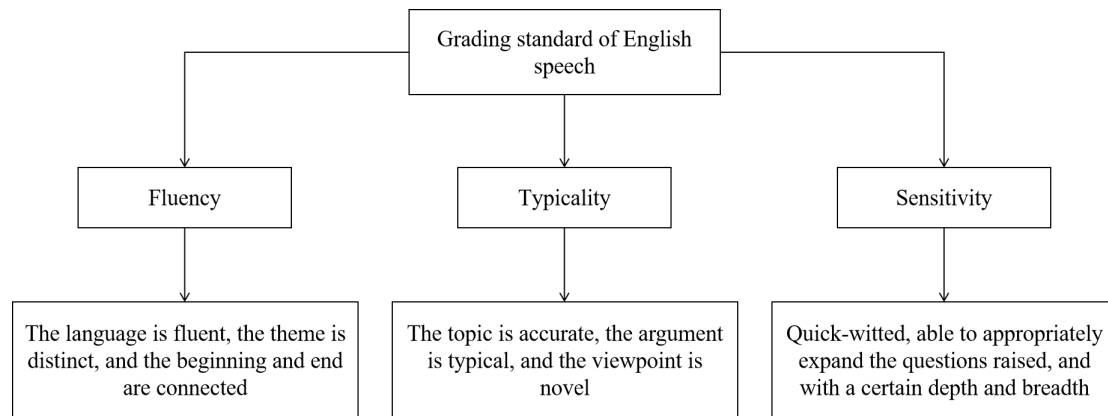 Grading standard of English
speech
Fluency
Typicality
Sensitivity
The language is fluent, the theme is
distinct, and the beginning and end
are connected
The topic is accurate, the argument
is typical, and the viewpoint is
novel
Quick-witted, able to appropriately
expand the questions raised, and
with a certain depth and breadth